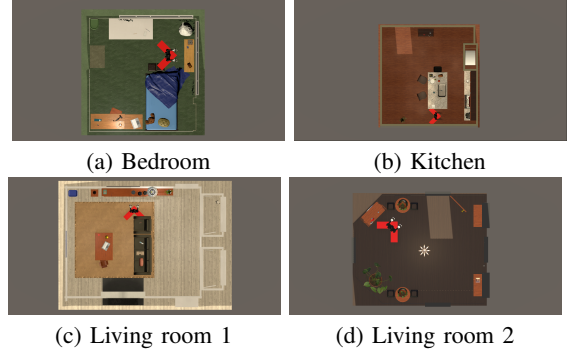 (a) Bedroom
(b) Kitchen
(c) Living room 1
(d) Living room 2